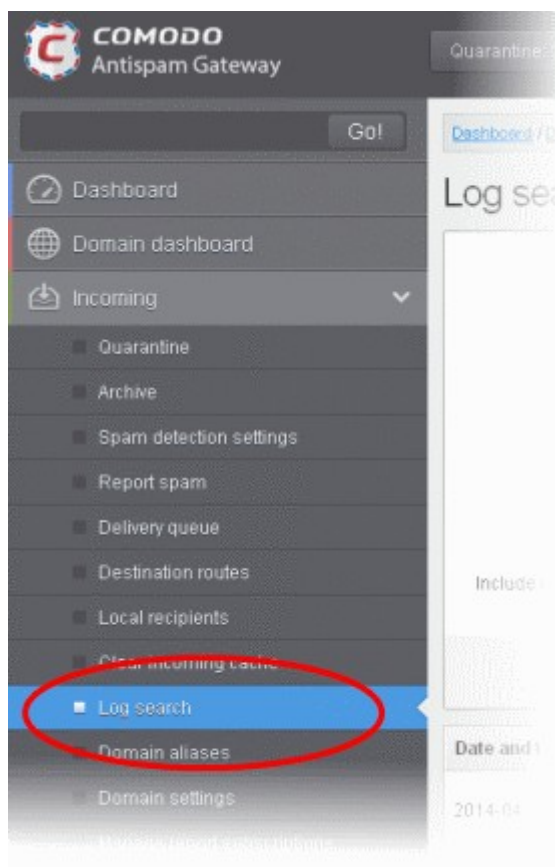 COMODO
Antispam Gateway
Quarantine
Go!
Dashboard /
Dashboard
Log
Domain dashboard
Incoming
Quarantine
Archive
Spam detection settings
Report spam
Delivery queue
Destination routes
Include
Local recipients
Clear incoming cache
Log search
Domain aliases
Date and
Domain settings
2014-04